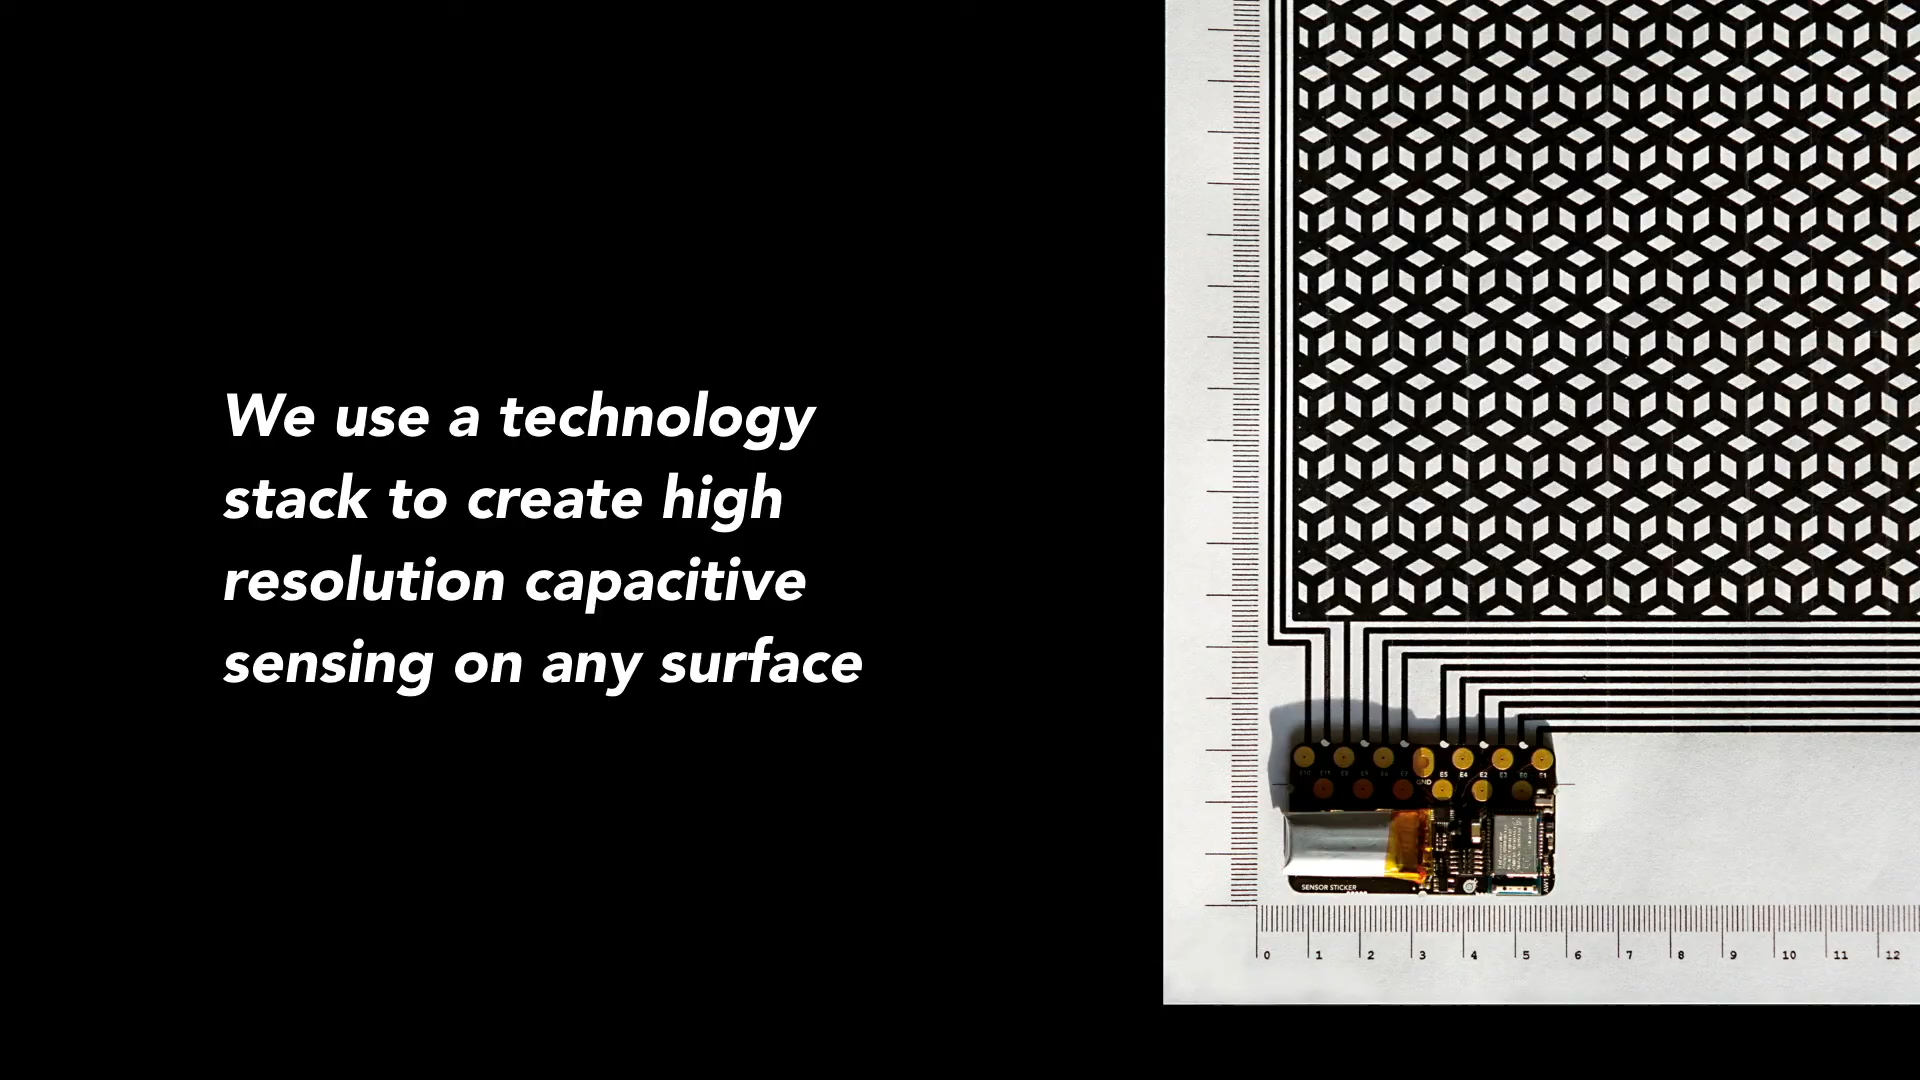 We use a technology
stack to create high
resolution capacitive
sensing on any surface
GND E5 E4 E2 E3 E0 E1
SENSOR STICKER
0 1 2 3 4 5 6 7 8 9 10 11 12